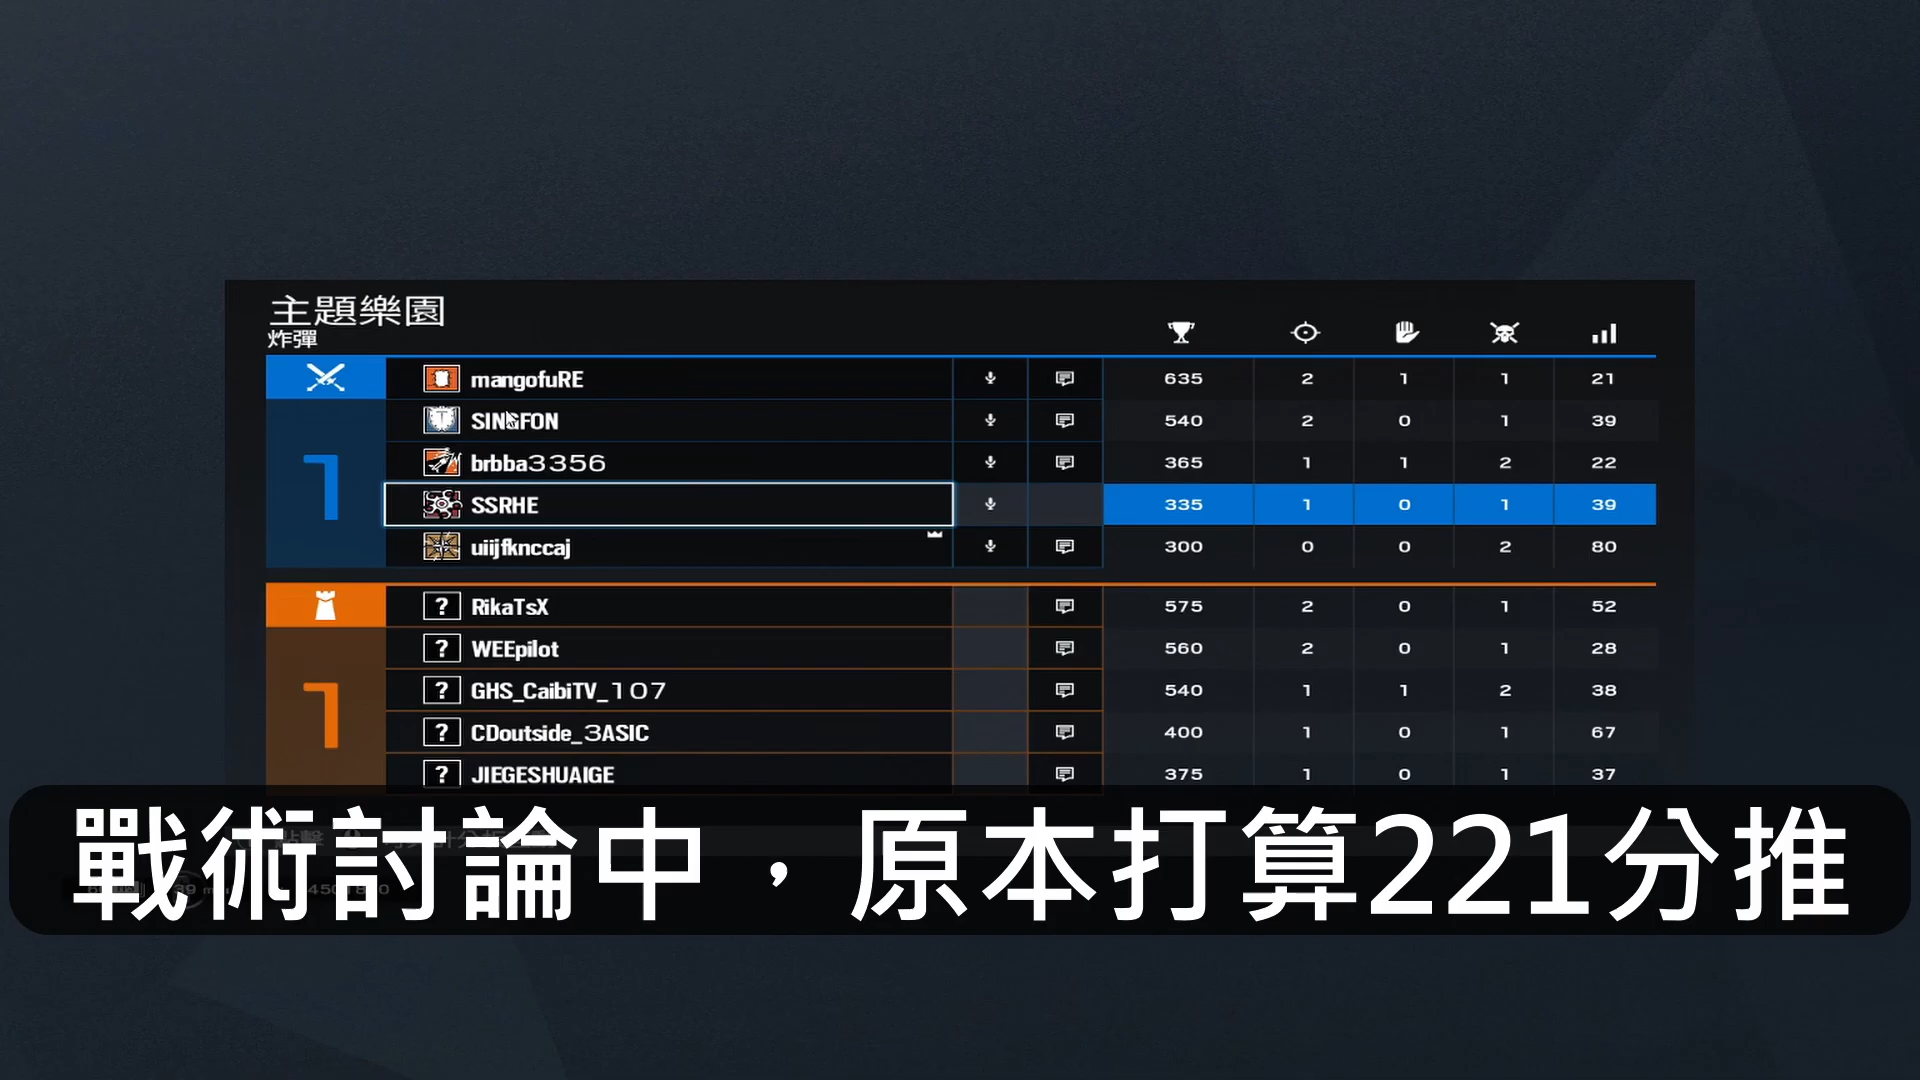 主題樂園
炸彈
mangofuRE 635 2 1 1 21
SINGFON 540 2 0 1 39
1
brbba3356 365 1 1 2 22
SSRHE 335 1 0 1 39
uiijfknccaj 300 0 0 2 80
? RikaTsX 575 2 0 1 52
? WEEpilot 560 2 0 1 28
1
? GHS_CaibiTV_107 540 1 1 2 38
? CDoutside_3ASIC 400 1 0 1 67
? JIEGESHUAIGE 375 1 0 1 37
戰術討論中，原本打算221分推